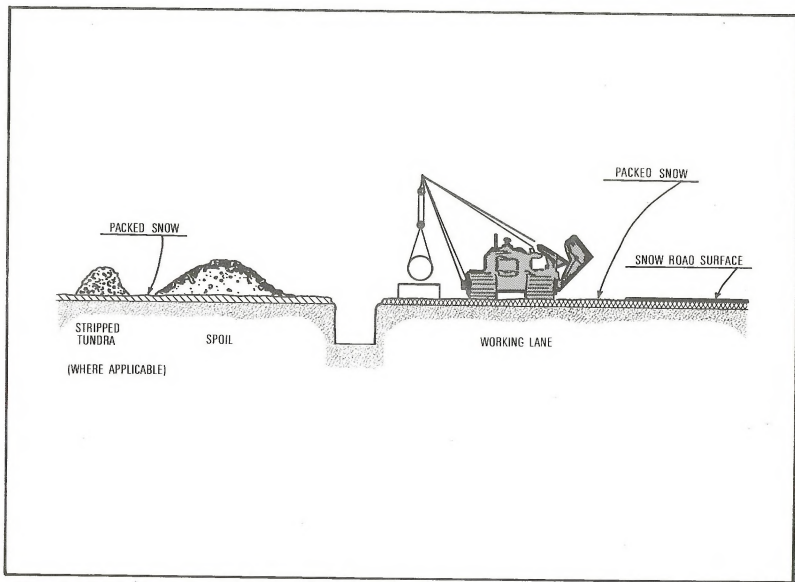 PACKED SNOW
PACKED SNOW
SNOW ROAD SURFACE
STRIPPED
TUNDRA
(WHERE APPLICABLE)
SPOIL
WORKING LANE